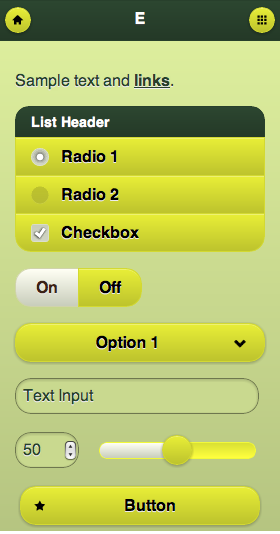 E
Sample text and links.
List Header
Radio 1
Radio 2
Checkbox
On Off
Option 1
Text Input
50
Button